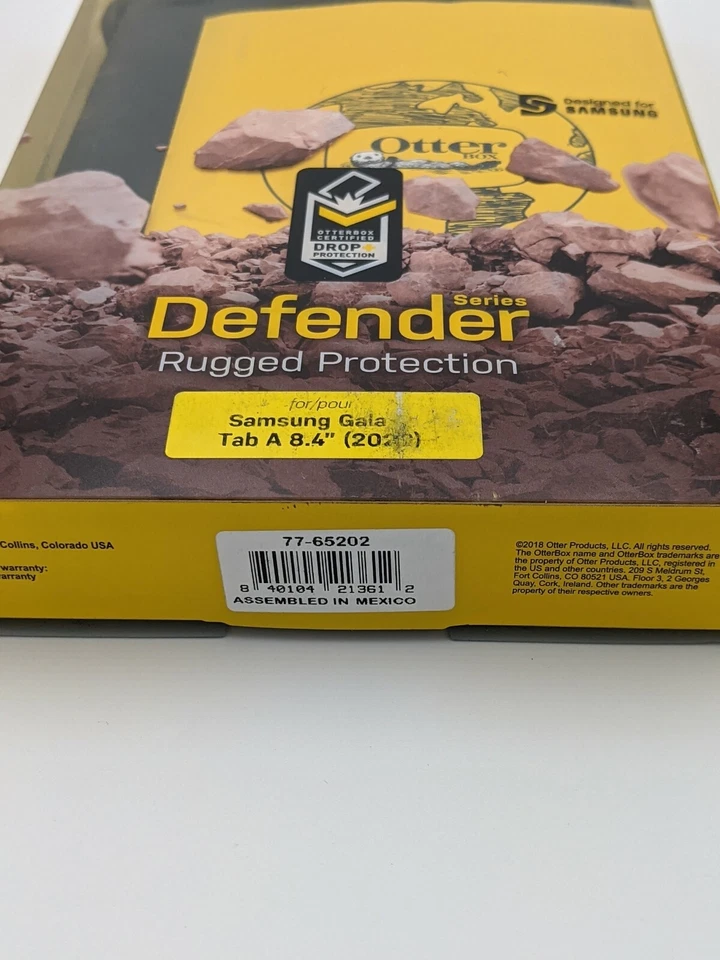 Designed for
SAMSUNG
Otter
BOX
OTTERBOX
CERTIFIED
DROP+
PROTECTION
Series
Defender
Rugged Protection
for/pour
Samsung
Tab A 8.4" (2020)
Collins, Colorado USA
warranty:
arranty
77-65202
8 40104 21361 2
ASSEMBLED IN MEXICO
©2018 Otter Products, LLC. All rights reserved.
The OtterBox name and OtterBox trademarks are
the property of Otter Products, LLC, registered in
the US and other countries. 209 S Meldrum St,
Fort Collins, CO 80521 USA. Floor 3, 2 Georges
Quay, Cork, Ireland. Other trademarks are the
property of their respective owners.